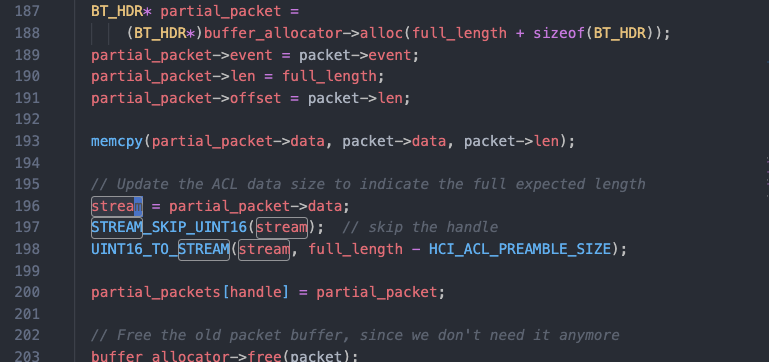 187 BT_HDR* partial_packet =
188 (BT_HDR*)buffer_allocator->alloc(full_length + sizeof(BT_HDR));
189 partial_packet->event = packet->event;
190 partial_packet->len = full_length;
191 partial_packet->offset = packet->len;
192
193 memcpy(partial_packet->data, packet->data, packet->len);
194
195 // Update the ACL data size to indicate the full expected length
196 stream = partial_packet->data;
197 STREAM_SKIP_UINT16(stream);  // skip the handle
198 UINT16_TO_STREAM(stream, full_length - HCI_ACL_PREAMBLE_SIZE);
199
200 partial_packets[handle] = partial_packet;
201
202 // Free the old packet buffer, since we don't need it anymore
203 buffer_allocator->free(packet);